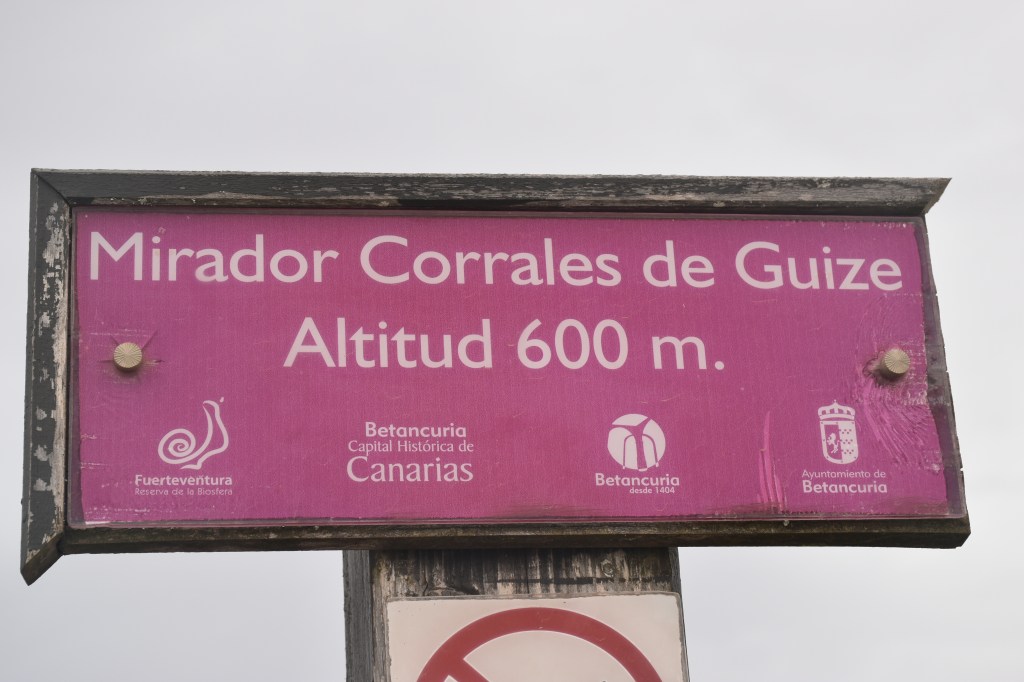 Mirador Corrales de Guize
Altitud 600 m.
Fuerteventura
Reserva de la Biosfera
Betancuria
Capital Histórica de
Canarias
Betancuria
desde 1404
Ayuntamiento de
Betancuria